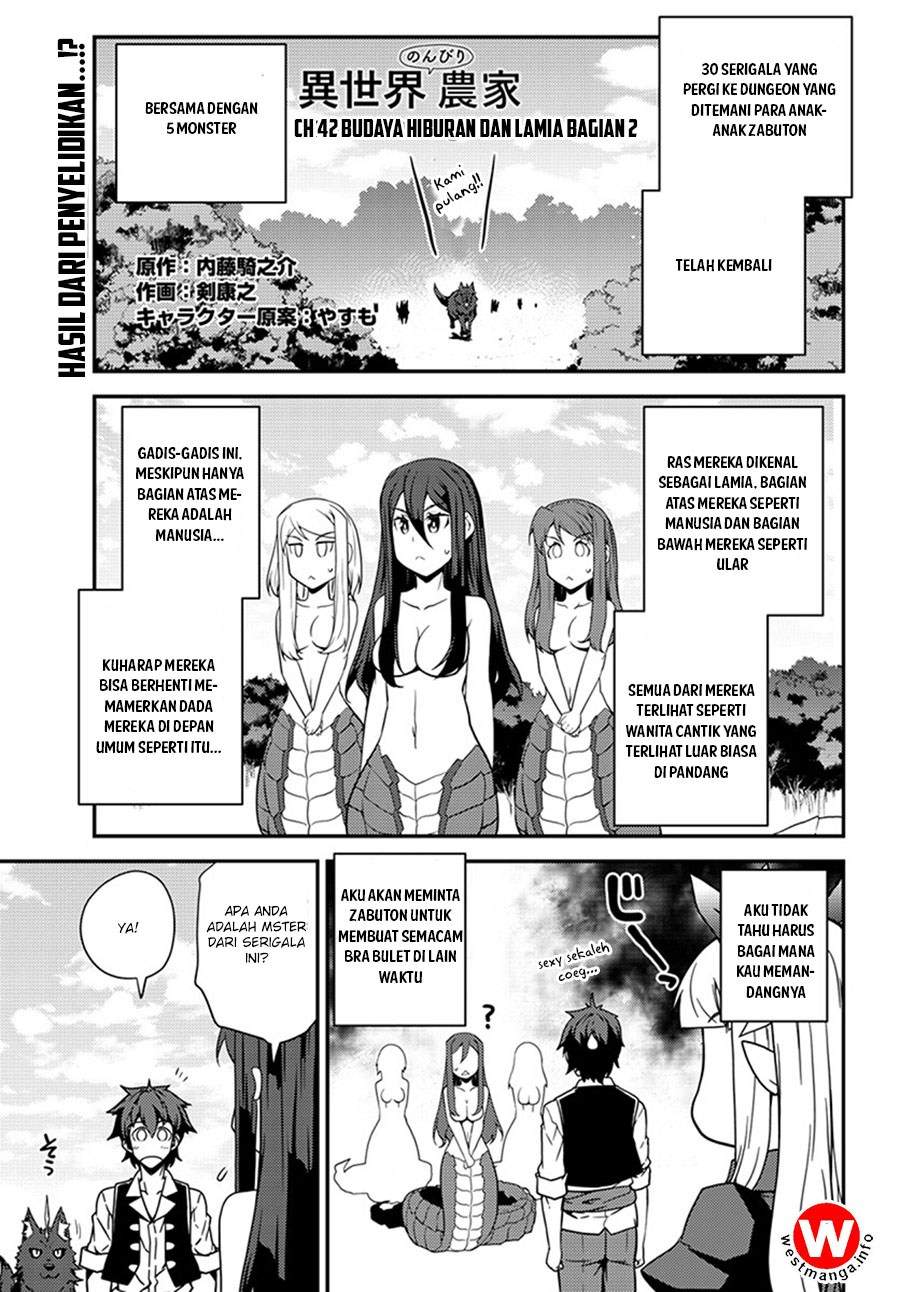 HASIL DARI PENYELIDIKAN...!?
30 SERIGALA YANG
PERGI KE DUNGEON YANG
DITEMANI PARA ANAK-
ANAK ZABUTON
TELAH KEMBALI
のんびり
異世界農家
CH 42 BUDAYA HIBURAN DAN LAMIA BAGIAN 2
BERSAMA DENGAN
5 MONSTER
Kami
pulang!!
原作：内藤騎之介
作画：剣康之
キャラクター原案：やすも
RAS MEREKA DIKENAL
SEBAGAI LAMIA. BAGIAN
ATAS MEREKA SEPERTI
MANUSIA DAN BAGIAN
BAWAH MEREKA SEPERTI
ULAR
SEMUA DARI MEREKA
TERLIHAT SEPERTI
WANITA CANTIK YANG
TERLIHAT LUAR BIASA
DI PANDANG
GADIS-GADIS INI.
MESKIPUN HANYA
BAGIAN ATAS ME-
REKA ADALAH
MANUSIA...
KUHARAP MEREKA
BISA BERHENTI ME-
MAMERKAN DADA
MEREKA DI DEPAN
UMUM SEPERTI ITU...
AKU TIDAK
TAHU HARUS
BAGAI MANA
KAU MEMAN-
DANGNYA
じーっ
sexy sekaleh
coeg...
?
AKU AKAN MEMINTA
ZABUTON UNTUK
MEMBUAT SEMACAM
BRA BULET DI LAIN
WAKTU
APA ANDA
ADALAH MSTER
DARI SERIGALA
INI?
YA!
そっ
W
westmanga.info